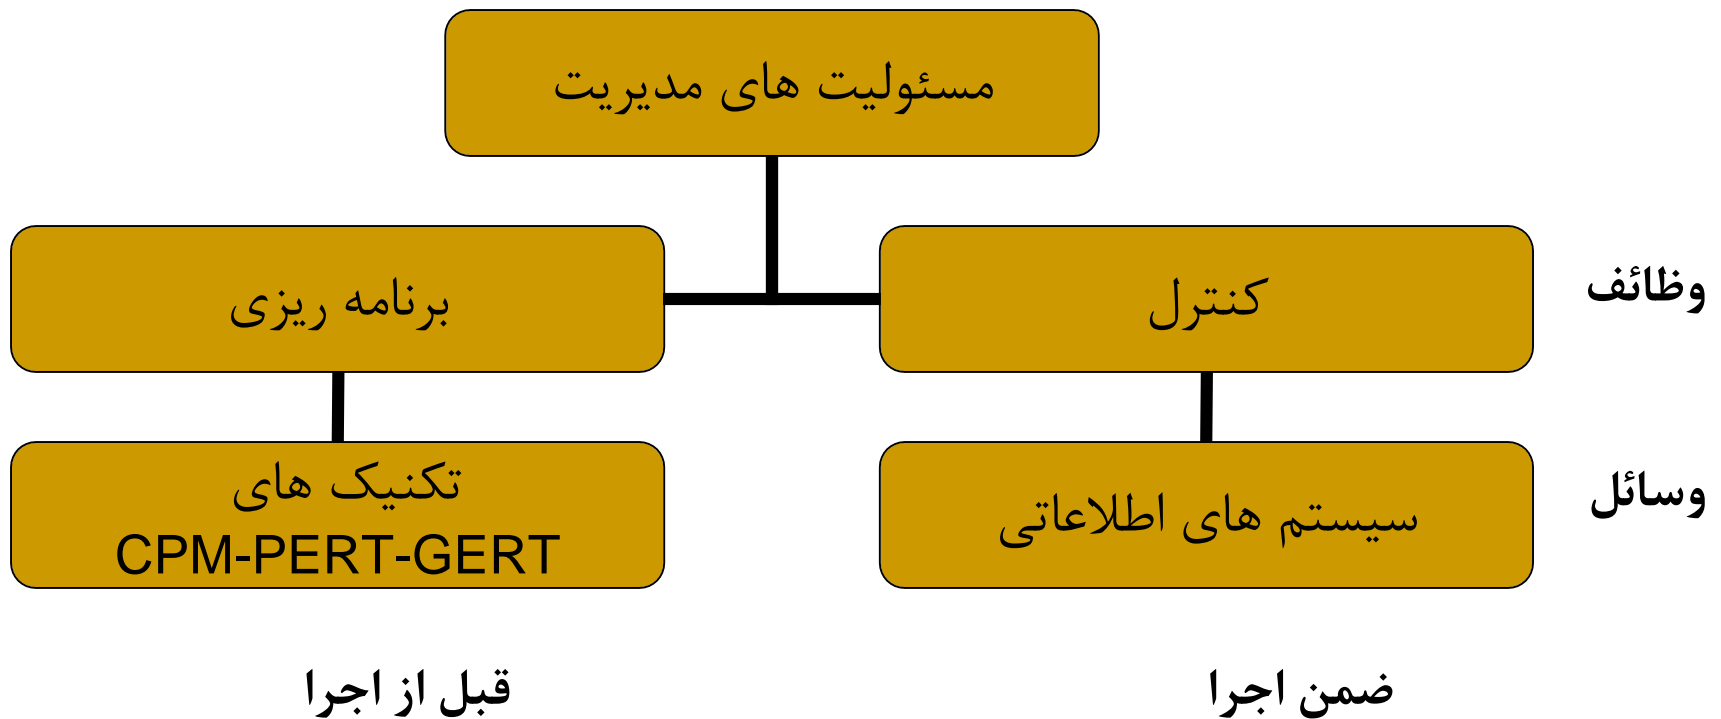 مسئولیت های مدیریت
وظائف
کنترل
برنامه ریزی
وسائل
سیستم های اطلاعاتی
تکنیک های
CPM-PERT-GERT
ضمن اجرا
قبل از اجرا